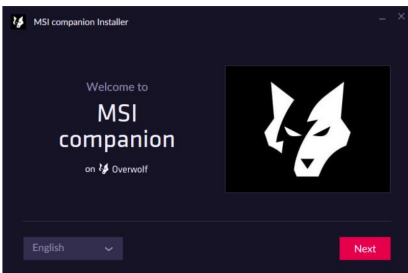 MSI companion Installer
Welcome to
MSI
companion
on Overwolf
English
Next